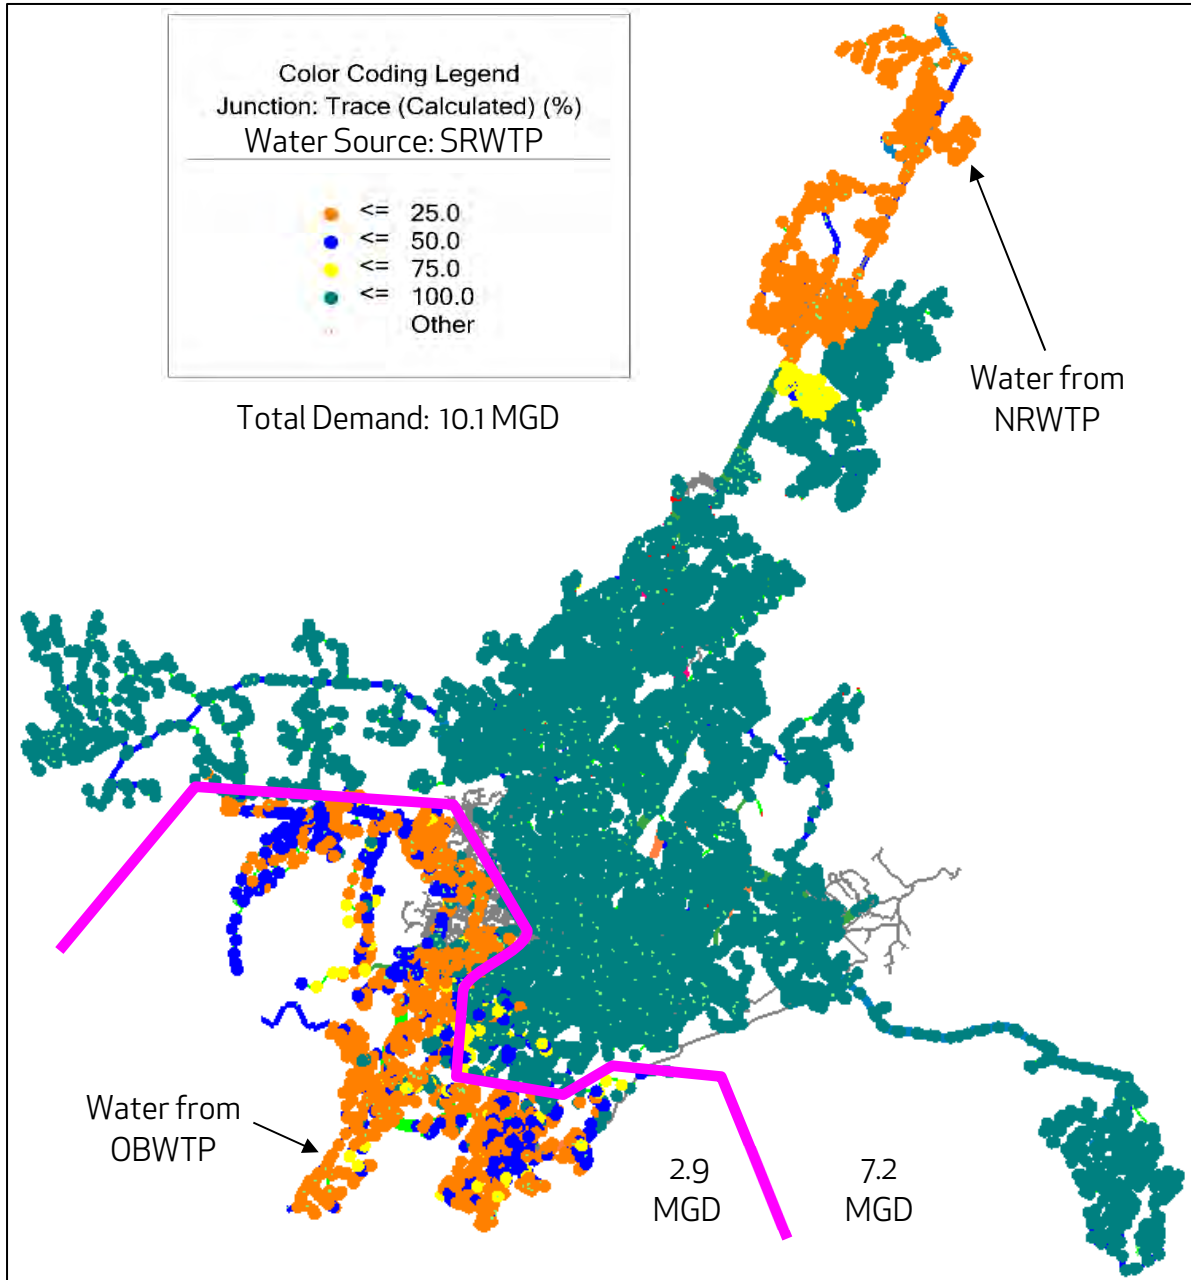 Color Coding Legend
Junction: Trace (Calculated) (%)
Water Source: SRWTP
<= 25.0
<= 50.0
<= 75.0
<= 100.0
Other
Total Demand: 10.1 MGD
Water from
NRWTP
Water from
OBWTP
2.9
MGD
7.2
MGD